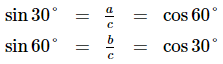 sin 30° = a/c = cos 60°
sin 60° = b/c = cos 30°